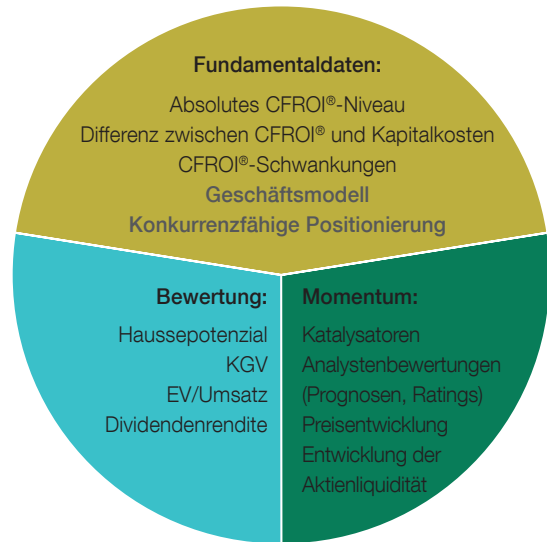 Fundamentaldaten:
Absolutes CFROI®-Niveau
Differenz zwischen CFROI® und Kapitalkosten
CFROI®-Schwankungen
Geschäftsmodell
Konkurrenzfähige Positionierung
Bewertung:
Haussepotenzial
KGV
EV/Umsatz
Dividendenrendite
Momentum:
Katalysatoren
Analystenbewertungen
(Prognosen, Ratings)
Preisentwicklung
Entwicklung der
Aktienliquidität